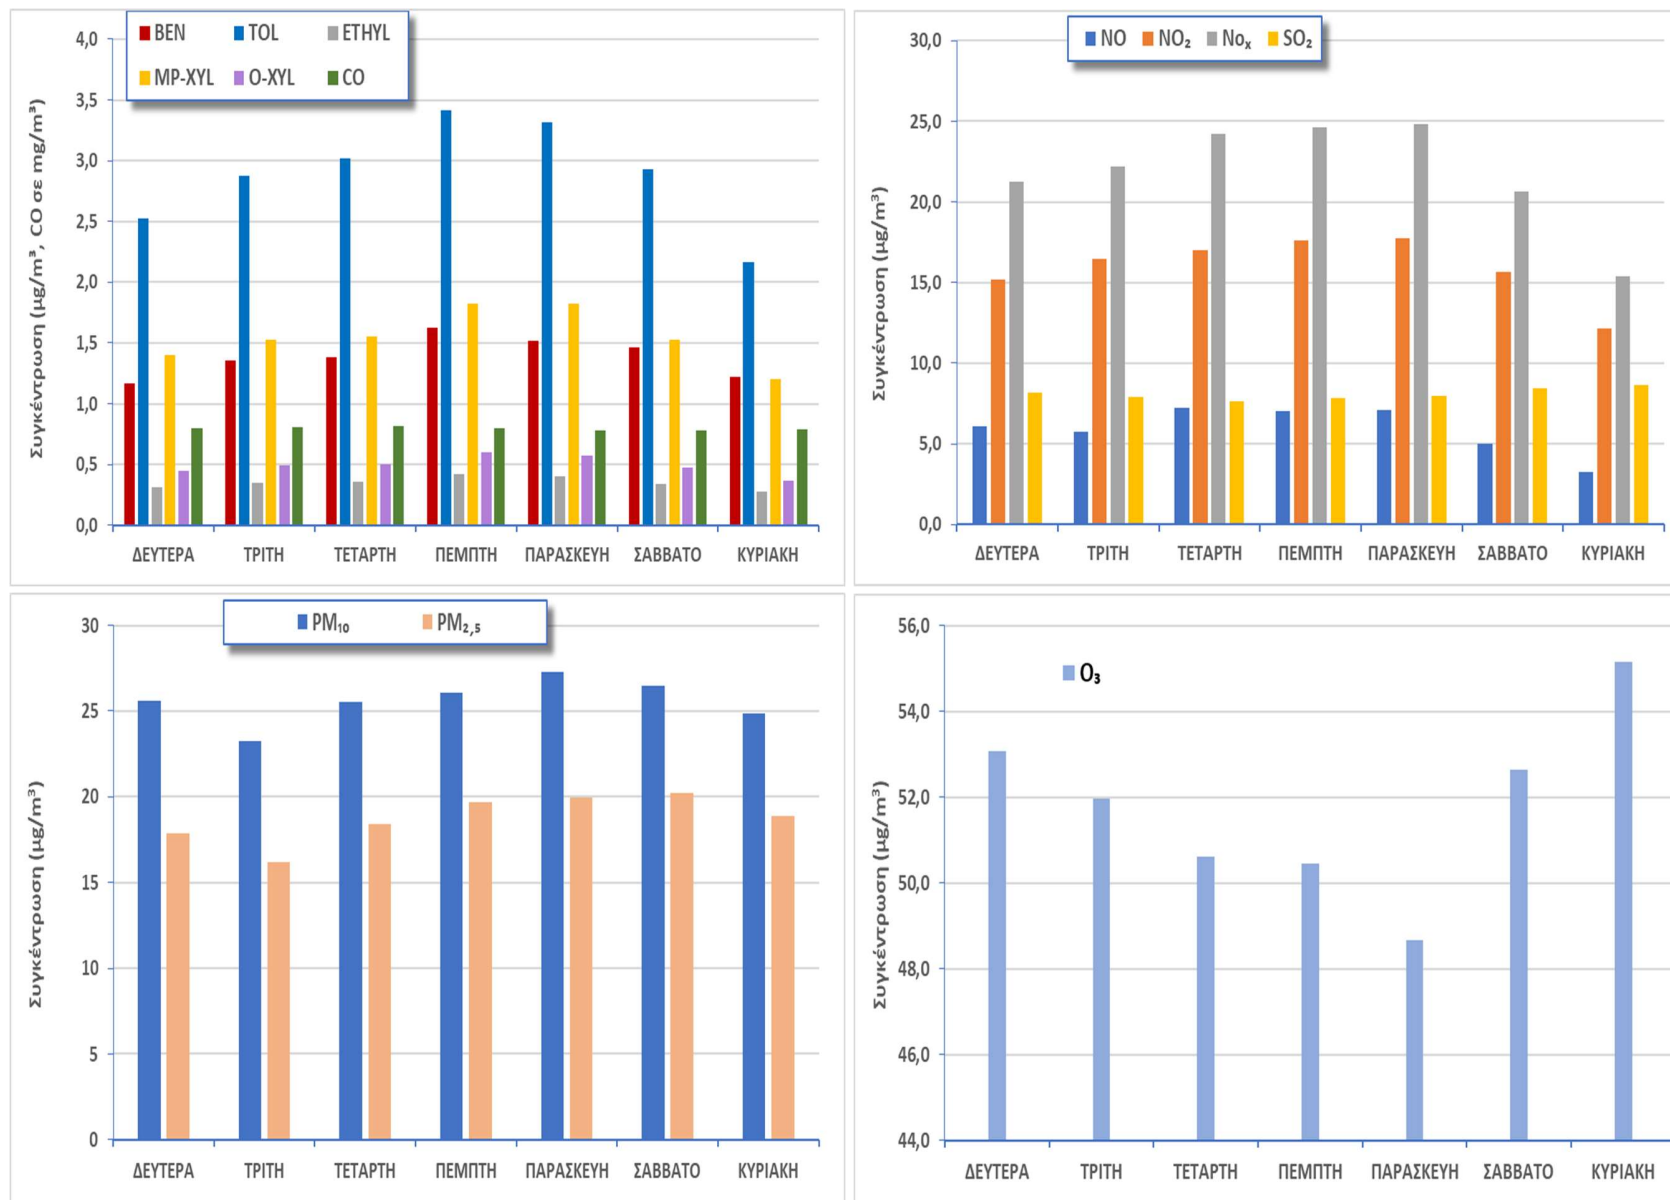 BEN TOL ETHYL
MP-XYL O-XYL CO
Συγκέντρωση (μg/m³, CO σε mg/m³)
4,0
3,5
3,0
2,5
2,0
1,5
1,0
0,5
0,0
ΔΕΥΤΕΡΑ ΤΡΙΤΗ ΤΕΤΑΡΤΗ ΠΕΜΠΤΗ ΠΑΡΑΣΚΕΥΗ ΣΑΒΒΑΤΟ ΚΥΡΙΑΚΗ
NO NO₂ Noₓ SO₂
Συγκέντρωση (μg/m³)
30,0
25,0
20,0
15,0
10,0
5,0
0,0
ΔΕΥΤΕΡΑ ΤΡΙΤΗ ΤΕΤΑΡΤΗ ΠΕΜΠΤΗ ΠΑΡΑΣΚΕΥΗ ΣΑΒΒΑΤΟ ΚΥΡΙΑΚΗ
PM₁₀ PM₂,₅
Συγκέντρωση (μg/m³)
30
25
20
15
10
5
0
ΔΕΥΤΕΡΑ ΤΡΙΤΗ ΤΕΤΑΡΤΗ ΠΕΜΠΤΗ ΠΑΡΑΣΚΕΥΗ ΣΑΒΒΑΤΟ ΚΥΡΙΑΚΗ
O₃
Συγκέντρωση (μg/m³)
56,0
54,0
52,0
50,0
48,0
46,0
44,0
ΔΕΥΤΕΡΑ ΤΡΙΤΗ ΤΕΤΑΡΤΗ ΠΕΜΠΤΗ ΠΑΡΑΣΚΕΥΗ ΣΑΒΒΑΤΟ ΚΥΡΙΑΚΗ